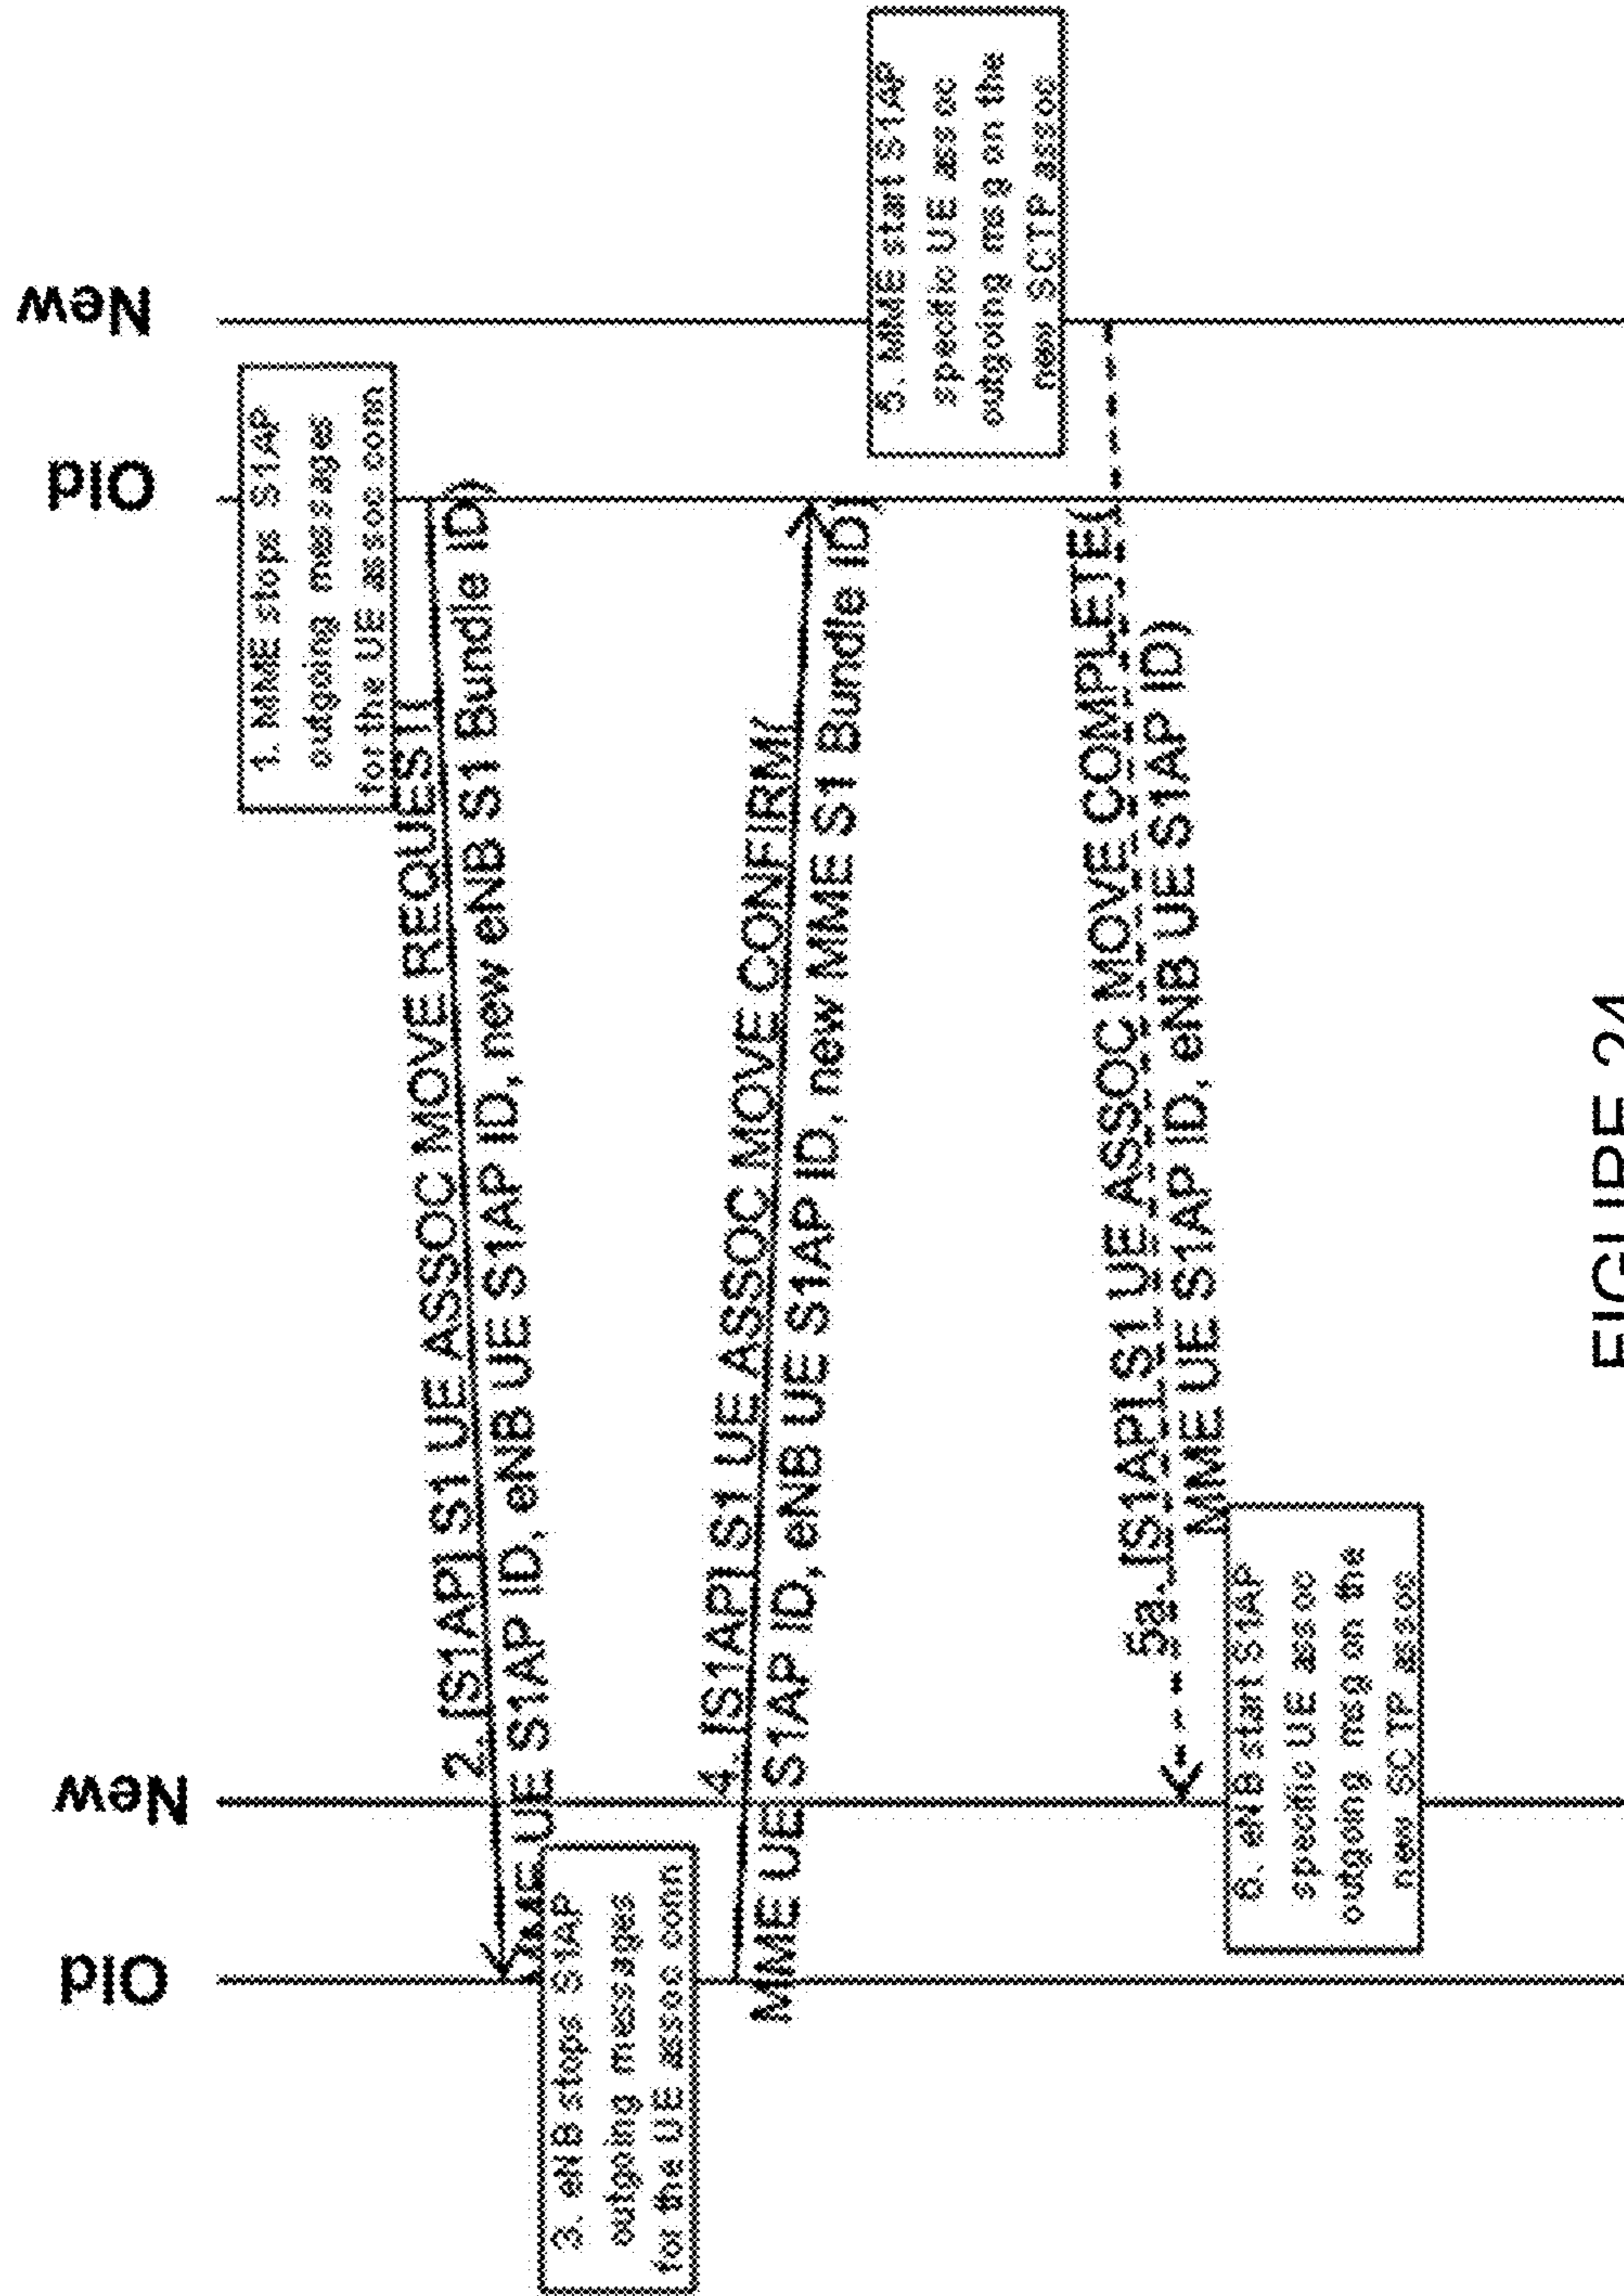 Old
New
Old
New
1. MME stops S1AP
outgoing messages
for the UE assoc conn
2. [S1AP] S1 UE ASSOC MOVE REQUEST(
MME UE S1AP ID, eNB UE S1AP ID, new eNB S1 Bundle ID)
3. eNB stops S1AP
outgoing messages
for the UE assoc conn
4. [S1AP] S1 UE ASSOC MOVE CONFIRM(
MME UE S1AP ID, eNB UE S1AP ID, new MME S1 Bundle ID)
5. MME start S1AP
specific UE assoc
outgoing msg on the
new SCTP assoc
5a. [S1AP] S1 UE ASSOC MOVE COMPLETE(
MME UE S1AP ID, eNB UE S1AP ID)
6. eNB start S1AP
specific UE assoc
outgoing msg on the
new SCTP assoc
FIGURE 24